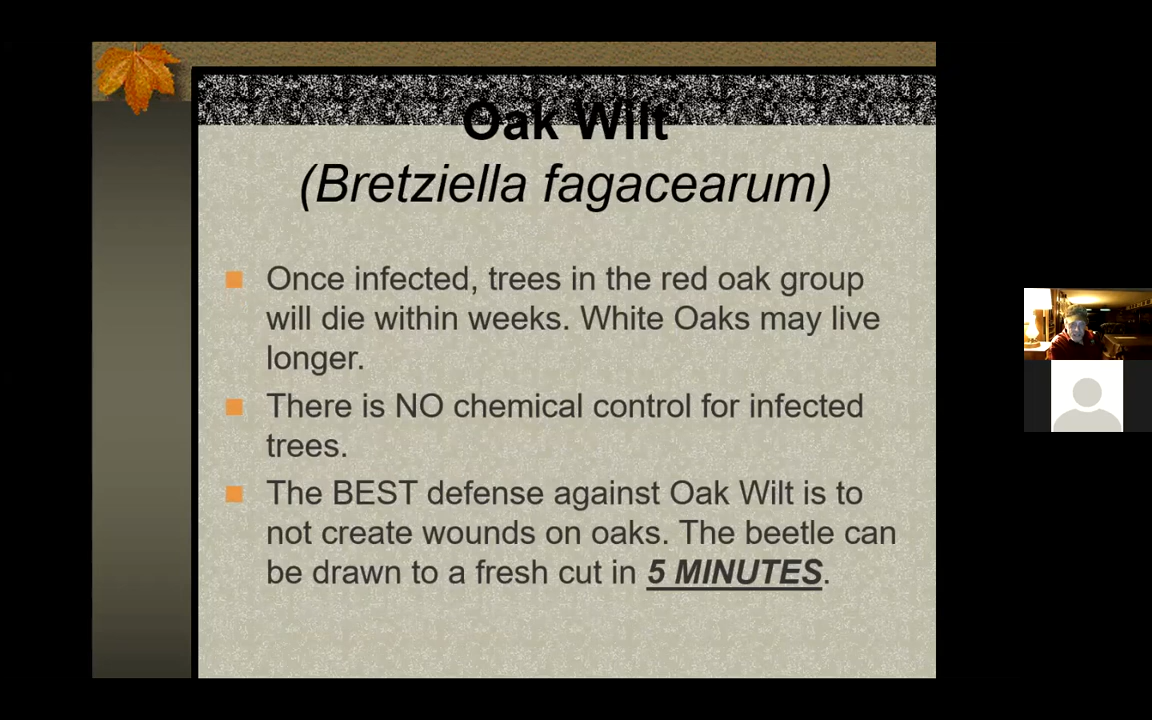 Oak Wilt
(Bretziella fagacearum)
Once infected, trees in the red oak group
will die within weeks. White Oaks may live
longer.
There is NO chemical control for infected
trees.
The BEST defense against Oak Wilt is to
not create wounds on oaks. The beetle can
be drawn to a fresh cut in 5 MINUTES.